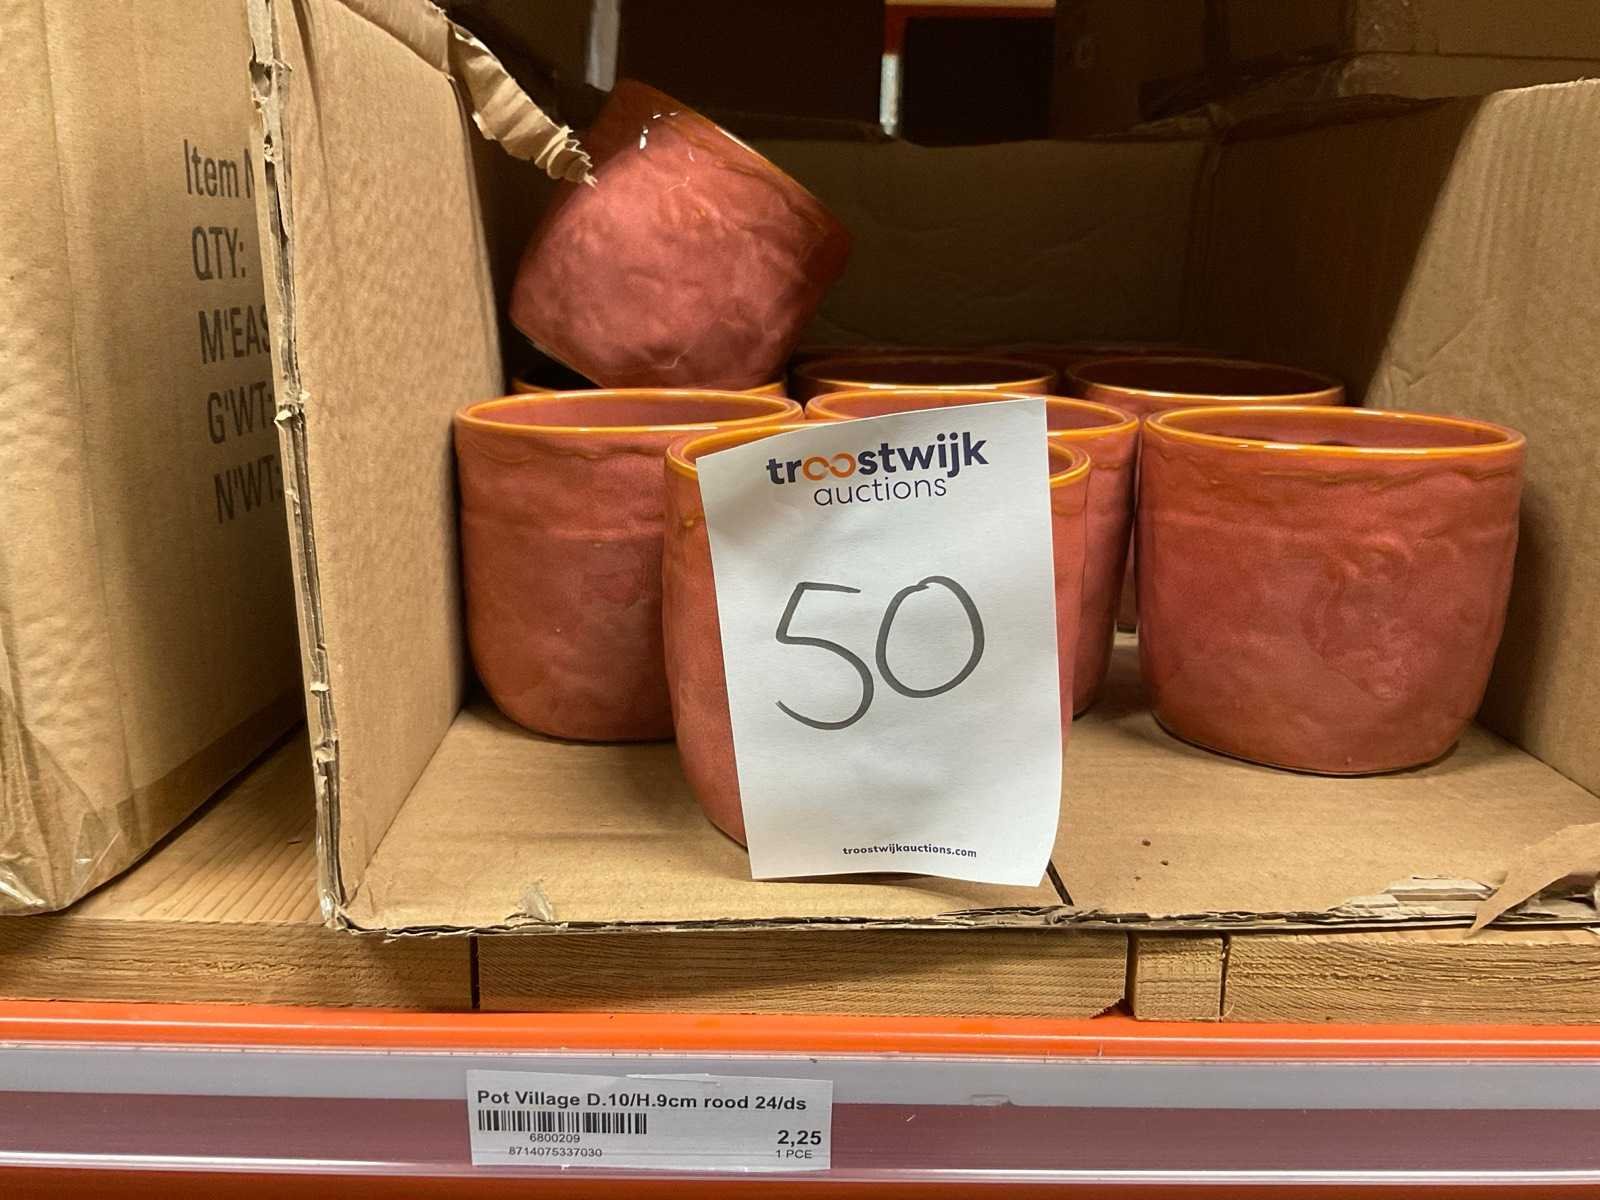 Item
QTY:
M'EAS
G'WT:
N'WT:
troostwijk
auctions
50
troostwijkauctions.com
Pot Village D.10/H.9cm rood 24/ds
6800209
2,25
8714075337030
1 PCE